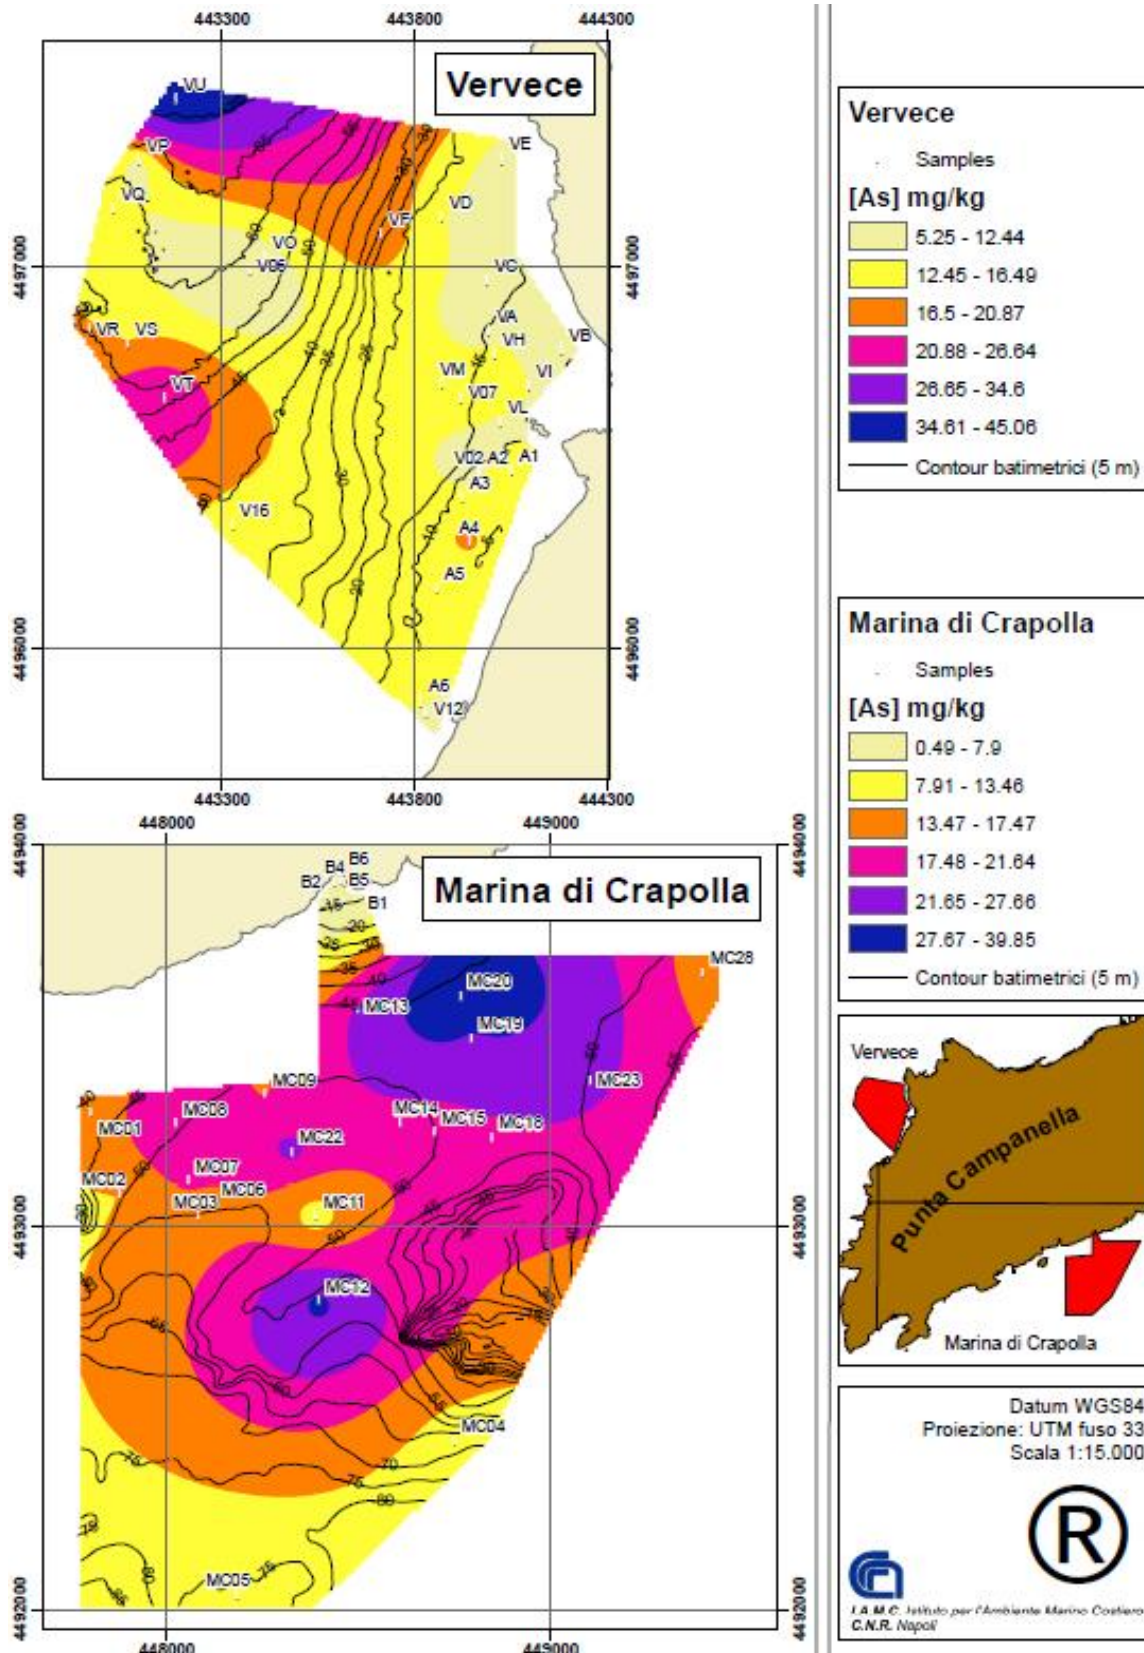 443300 443800 444300
Vervece
VU
VE
VP
VQ
VD
VF
VO
V06
VC
4497000
4497000
VA
VB
VR VS
VH
VM
VI
VT
V07
VL
V02 A2 A1
A3
V16
A4
A5
4496000
4496000
A6
V12
443300 443800 444300
448000 449000
4494000
4494000
Marina di Crapolla
B6
B4
B2 B5
B1
MC28
MC20
MC13
MC19
MC09
MC23
MC08
MC14
MC01
MC15 MC18
MC22
MC07
MC02
MC06
MC03
MC11
4493000
4493000
MC12
MC04
MC05
4492000
4492000
448000 449000
Vervece
Samples
[As] mg/kg
5.25 - 12.44
12.45 - 16.49
16.5 - 20.87
20.88 - 26.64
26.65 - 34.6
34.61 - 45.06
Contour batimetrici (5 m)
Marina di Crapolla
Samples
[As] mg/kg
0.49 - 7.9
7.91 - 13.46
13.47 - 17.47
17.48 - 21.64
21.65 - 27.66
27.67 - 39.85
Contour batimetrici (5 m)
Vervece
Punta Campanella
Marina di Crapolla
Datum WGS84
Proiezione: UTM fuso 33
Scala 1:15.000
®
I.A.M.C. Istituto per l'Ambiente Marino Costiero
C.N.R. Napoli